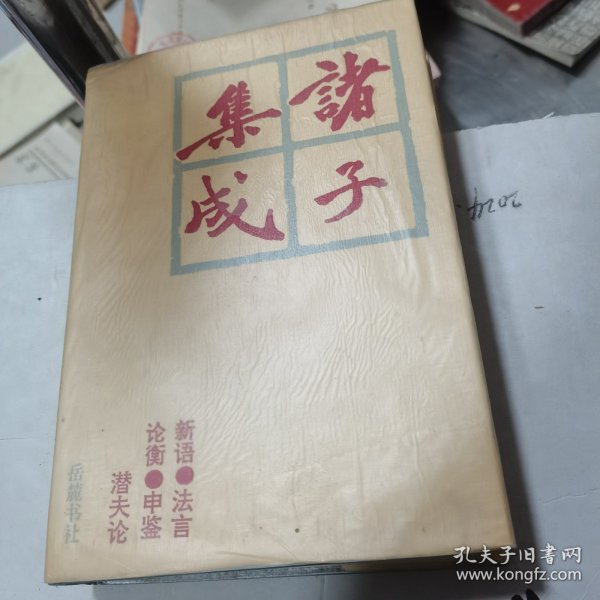 諸子
集成
新语●法言
论衡●申鉴
潜夫论
岳麓书社
2024.
孔夫子旧书网
www.kongfz.com